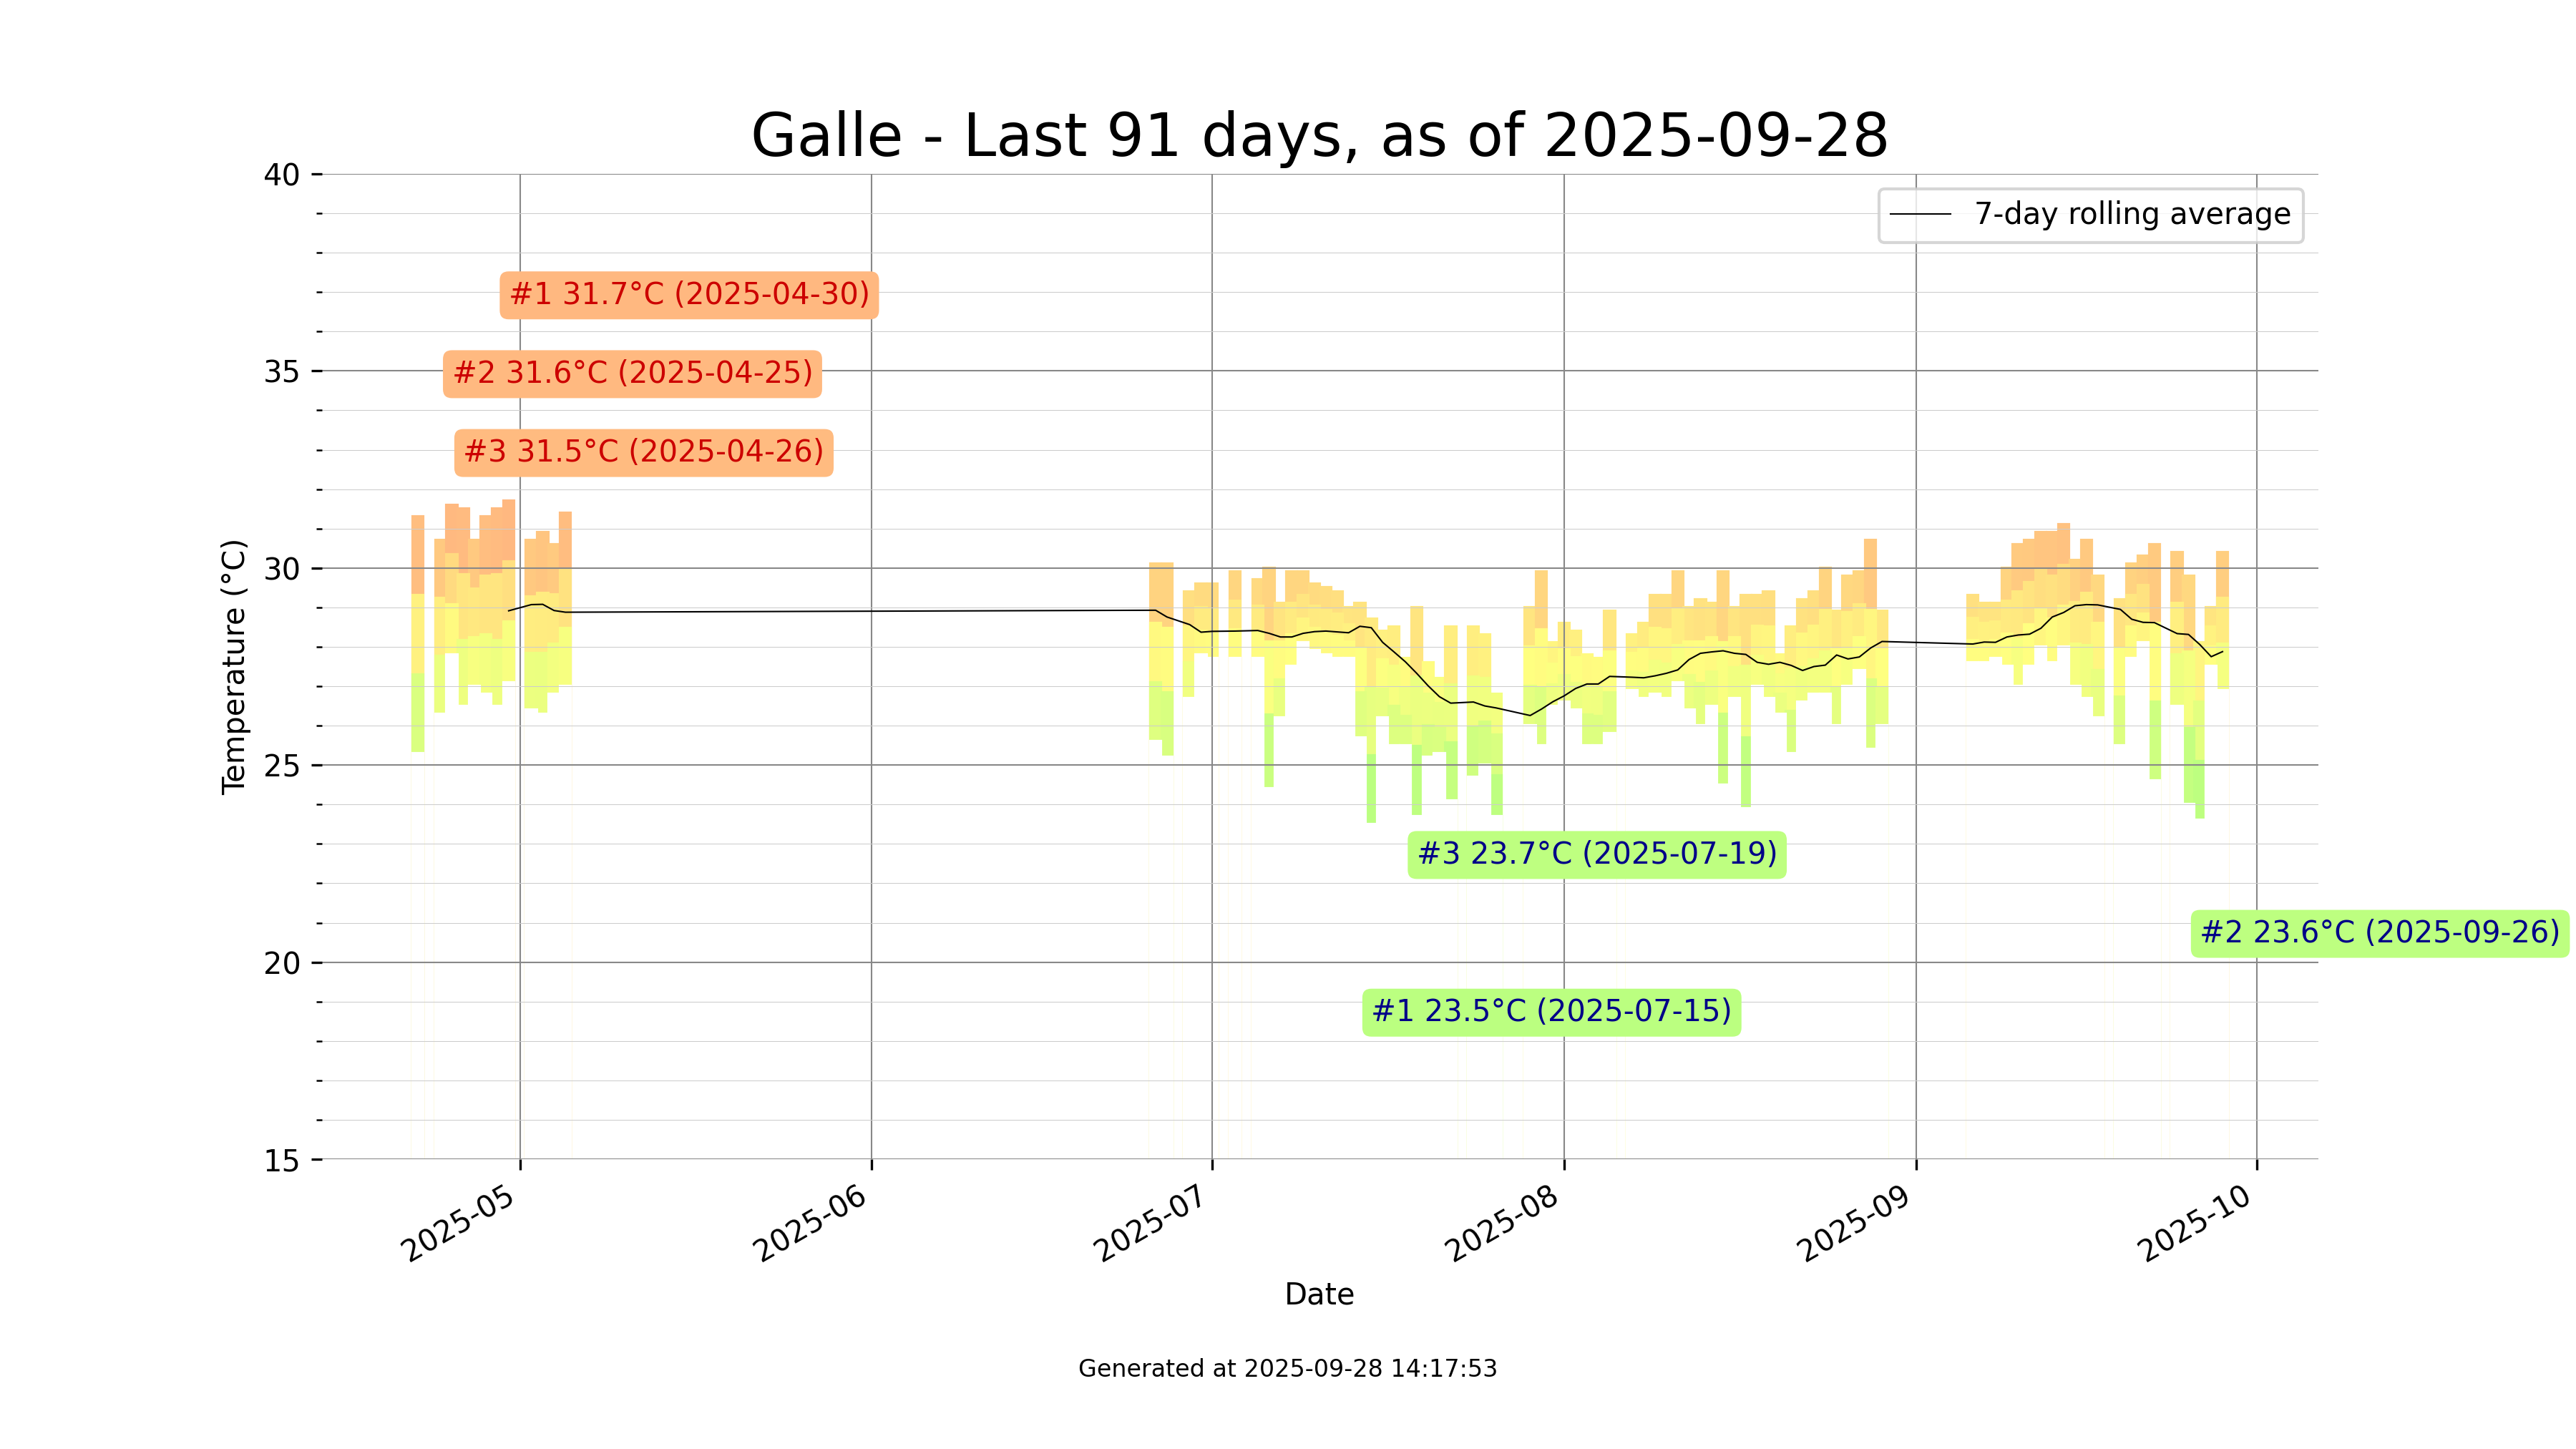 Galle - Last 91 days, as of 2025-09-28
7-day rolling average
40
35
30
25
20
15
Temperature (°C)
#1 31.7°C (2025-04-30)
#2 31.6°C (2025-04-25)
#3 31.5°C (2025-04-26)
#3 23.7°C (2025-07-19)
#2 23.6°C (2025-09-26)
#1 23.5°C (2025-07-15)
2025-05
2025-06
2025-07
2025-08
2025-09
2025-10
Date
Generated at 2025-09-28 14:17:53